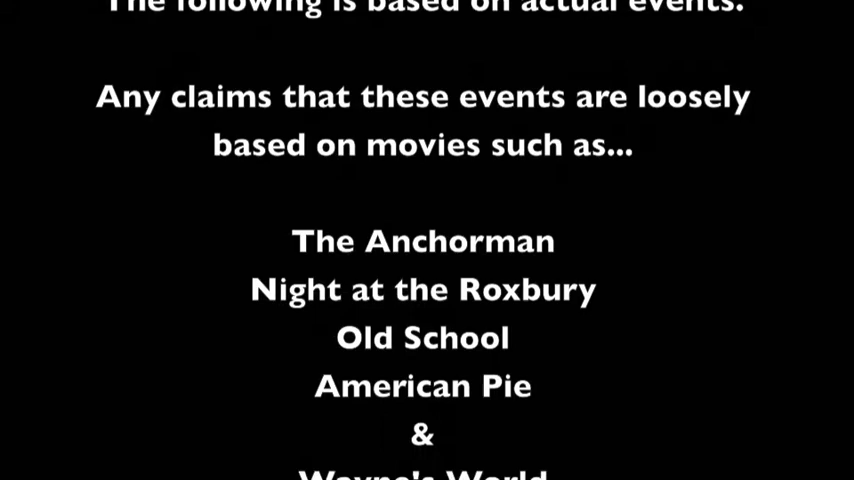 The following is based on actual events.
Any claims that these events are loosely
based on movies such as...
The Anchorman
Night at the Roxbury
Old School
American Pie
&
Wayne's World